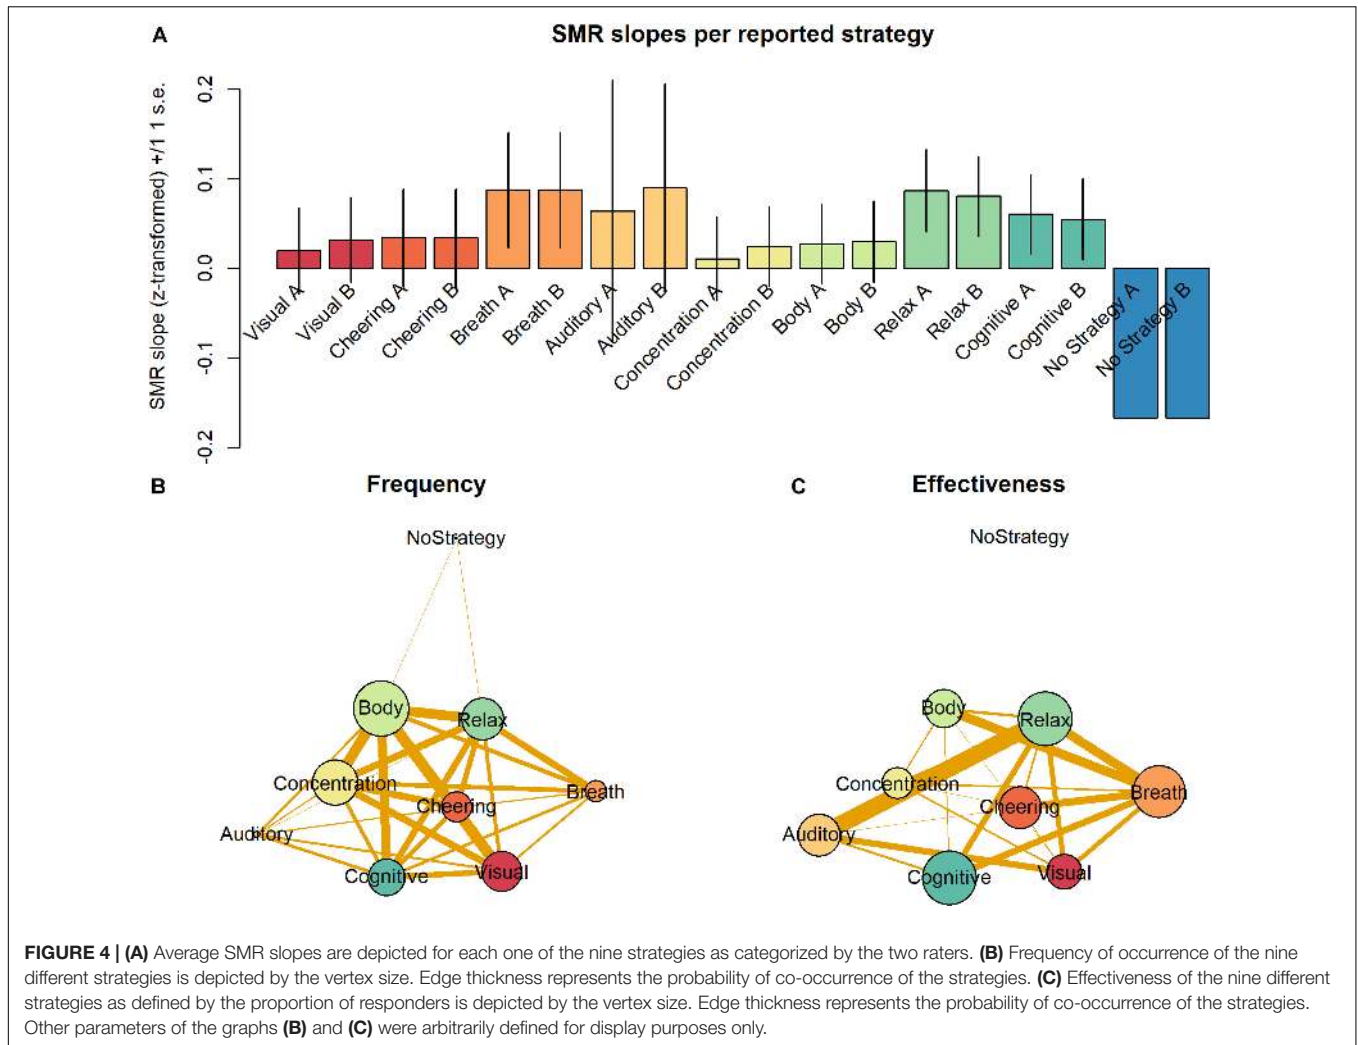 A
SMR slopes per reported strategy
SMR slope (z-transformed) +/1 1 s.e.
0.2
0.1
0.0
-0.1
-0.2
Visual A
Visual B
Cheering A
Cheering B
Breath A
Breath B
Auditory A
Auditory B
Concentration A
Concentration B
Body A
Body B
Relax A
Relax B
Cognitive A
Cognitive B
No Strategy A
No Strategy B
B
Frequency
NoStrategy
Body
Relax
Concentration
Breath
Cheering
Auditory
Cognitive
Visual
C
Effectiveness
NoStrategy
Body
Relax
Concentration
Breath
Cheering
Auditory
Cognitive
Visual
FIGURE 4 | (A) Average SMR slopes are depicted for each one of the nine strategies as categorized by the two raters. (B) Frequency of occurrence of the nine
different strategies is depicted by the vertex size. Edge thickness represents the probability of co-occurrence of the strategies. (C) Effectiveness of the nine different
strategies as defined by the proportion of responders is depicted by the vertex size. Edge thickness represents the probability of co-occurrence of the strategies.
Other parameters of the graphs (B) and (C) were arbitrarily defined for display purposes only.